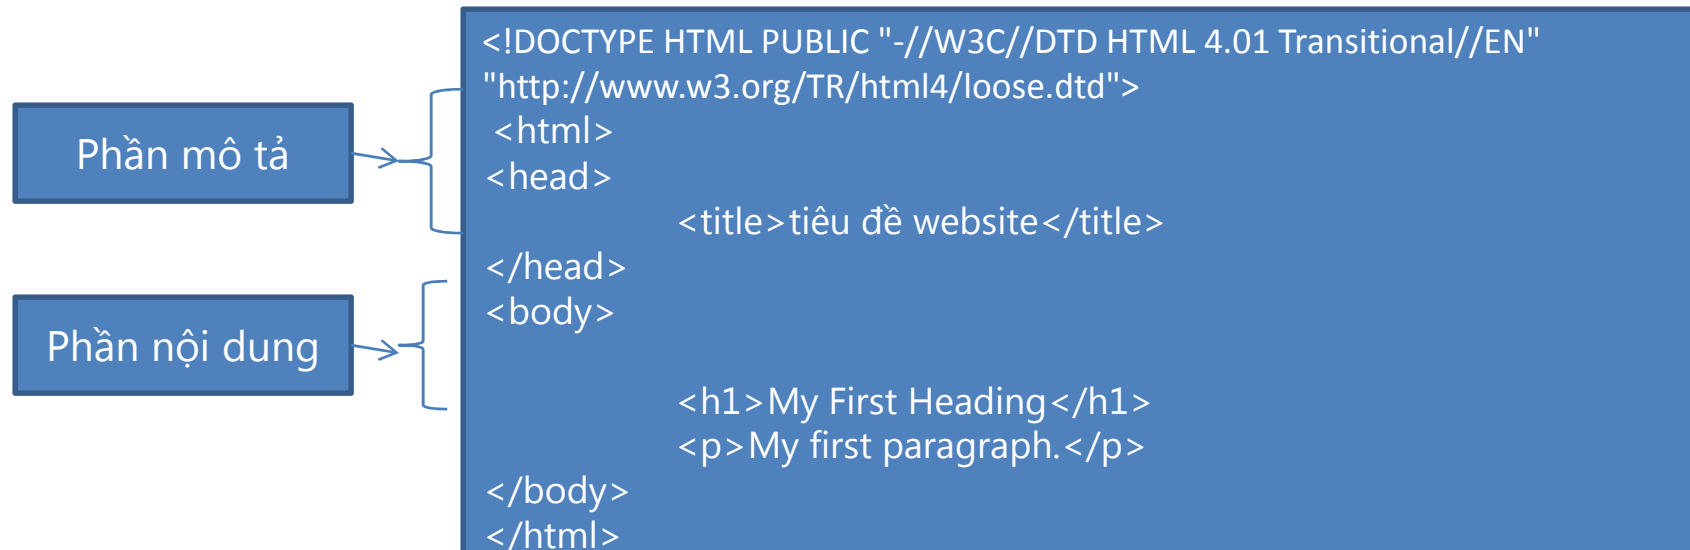 <!DOCTYPE HTML PUBLIC "-//W3C//DTD HTML 4.01 Transitional//EN"
"http://www.w3.org/TR/html4/loose.dtd">
<html>
<head>
<title>tiêu đề website</title>
</head>
<body>
<h1>My First Heading</h1>
<p>My first paragraph.</p>
</body>
</html>
Phần mô tả
Phần nội dung